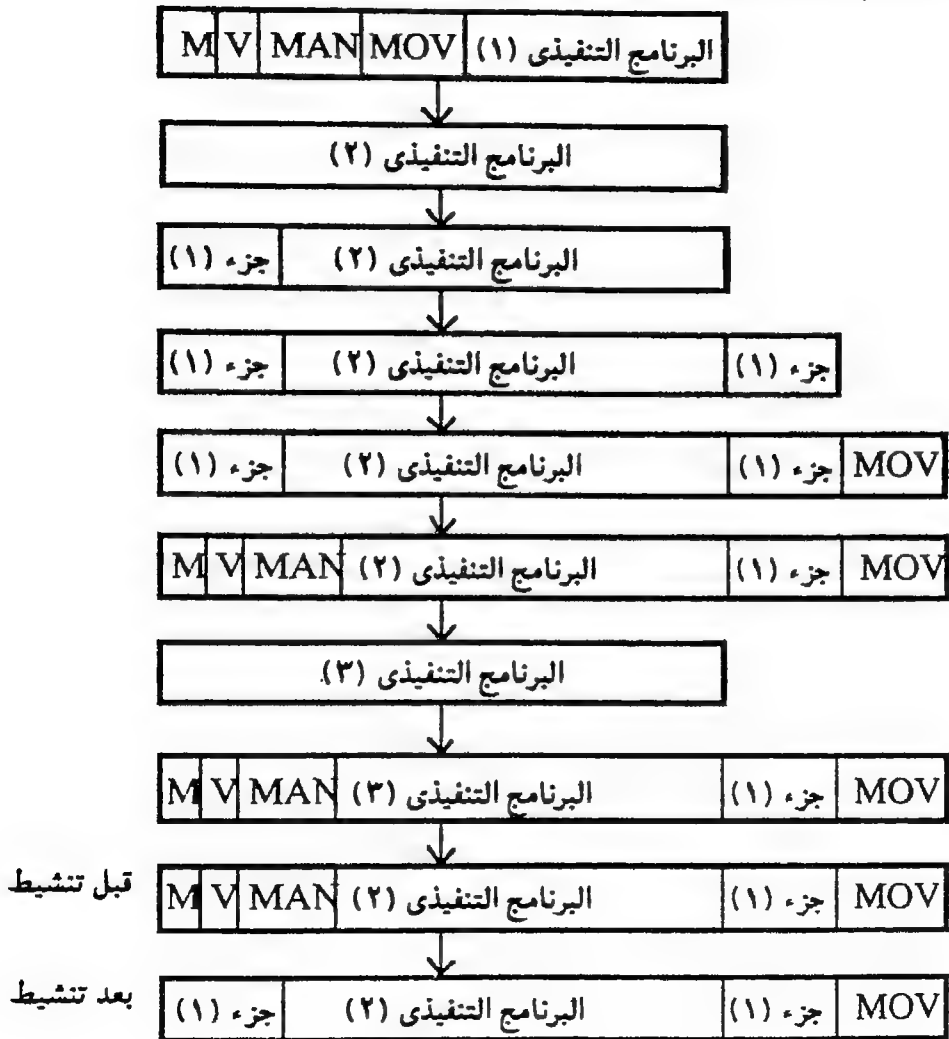 M V MAN MOV البرنامج التنفيذى (١)
البرنامج التنفيذى (٢)
جزء (١) البرنامج التنفيذى (٢)
جزء (١) البرنامج التنفيذى (٢) جزء (١)
جزء (١) البرنامج التنفيذى (٢) جزء (١) MOV
M V MAN البرنامج التنفيذى (٢) جزء (١) MOV
البرنامج التنفيذى (٣)
M V MAN البرنامج التنفيذى (٣) جزء (١) MOV
قبل تنشيط M V MAN البرنامج التنفيذى (٢) جزء (١) MOV
بعد تنشيط جزء (١) البرنامج التنفيذى (٢) جزء (١) MOV